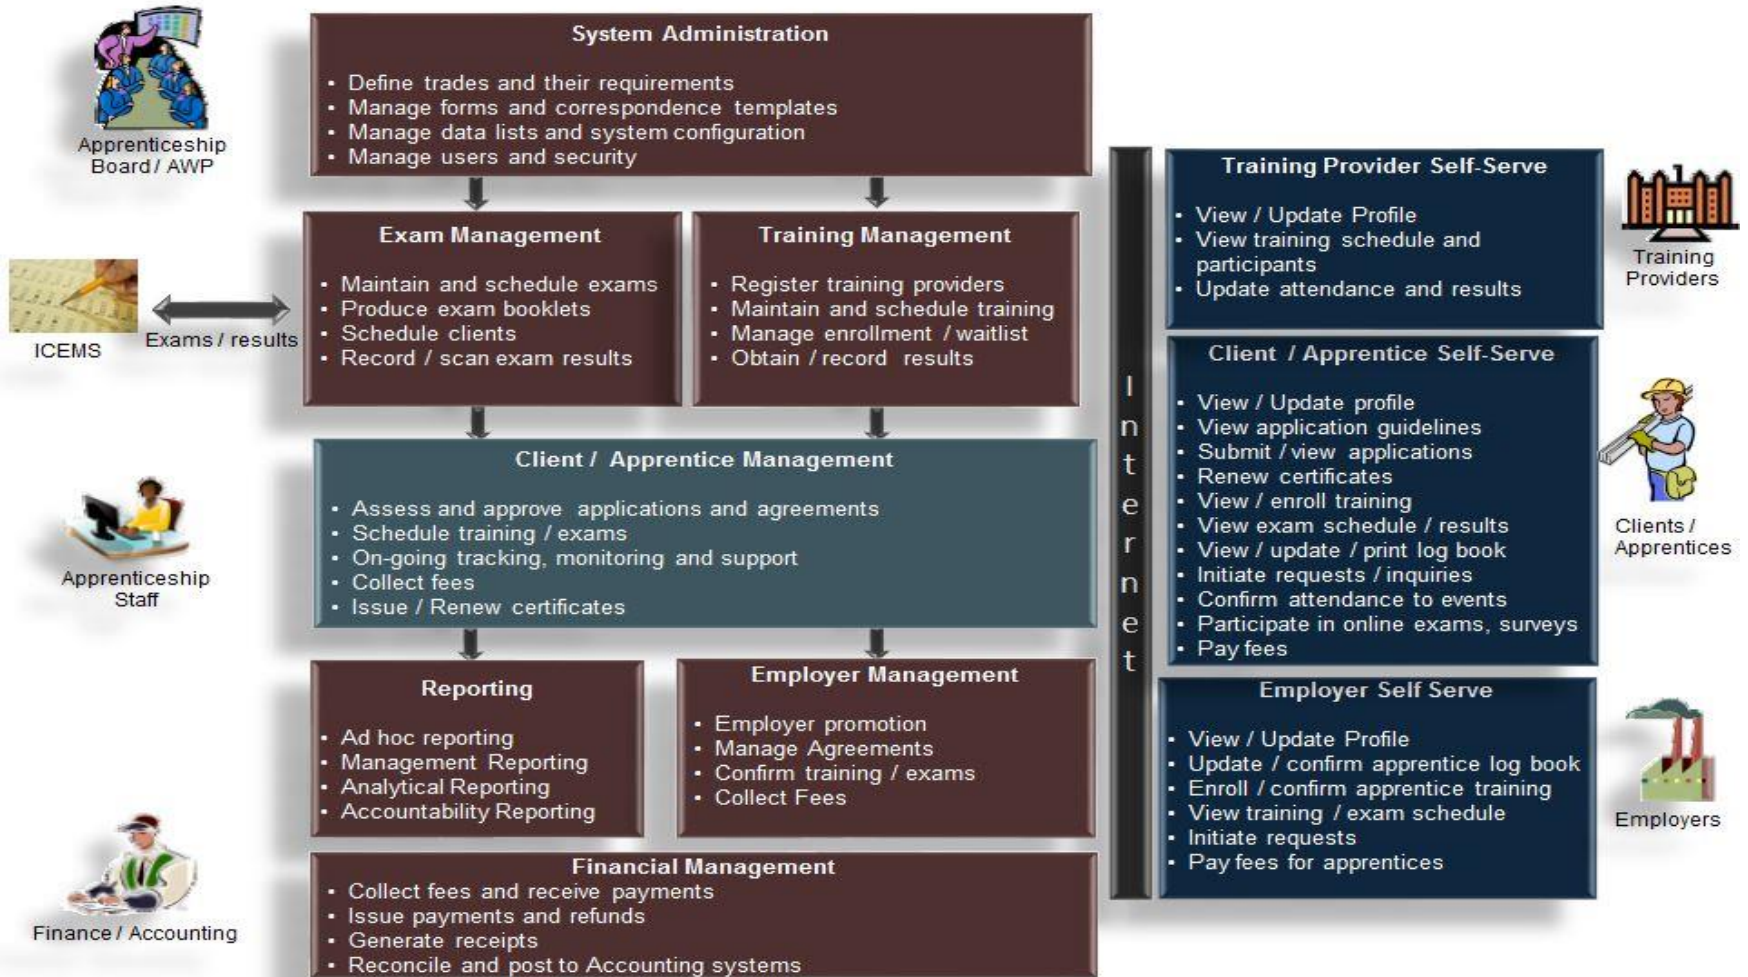 Apprenticeship
Board / AWP
System Administration
• Define trades and their requirements
• Manage forms and correspondence templates
• Manage data lists and system configuration
• Manage users and security
Exam Management
• Maintain and schedule exams
• Produce exam booklets
• Schedule clients
• Record / scan exam results
Training Management
• Register training providers
• Maintain and schedule training
• Manage enrollment / waitlist
• Obtain / record results
ICEMS
Exams / results
Client / Apprentice Management
• Assess and approve applications and agreements
• Schedule training / exams
• On-going tracking, monitoring and support
• Collect fees
• Issue / Renew certificates
Apprenticeship
Staff
Reporting
• Ad hoc reporting
• Management Reporting
• Analytical Reporting
• Accountability Reporting
Employer Management
• Employer promotion
• Manage Agreements
• Confirm training / exams
• Collect Fees
Financial Management
• Collect fees and receive payments
• Issue payments and refunds
• Generate receipts
• Reconcile and post to Accounting systems
Finance / Accounting
Internet
Training Provider Self-Serve
• View / Update Profile
• View training schedule and
participants
• Update attendance and results
Training
Providers
Client / Apprentice Self-Serve
• View / Update profile
• View application guidelines
• Submit / view applications
• Renew certificates
• View / enroll training
• View exam schedule / results
• View / update / print log book
• Initiate requests / inquiries
• Confirm attendance to events
• Participate in online exams, surveys
• Pay fees
Clients /
Apprentices
Employer Self Serve
• View / Update Profile
• Update / confirm apprentice log book
• Enroll / confirm apprentice training
• View training / exam schedule
• Initiate requests
• Pay fees for apprentices
Employers